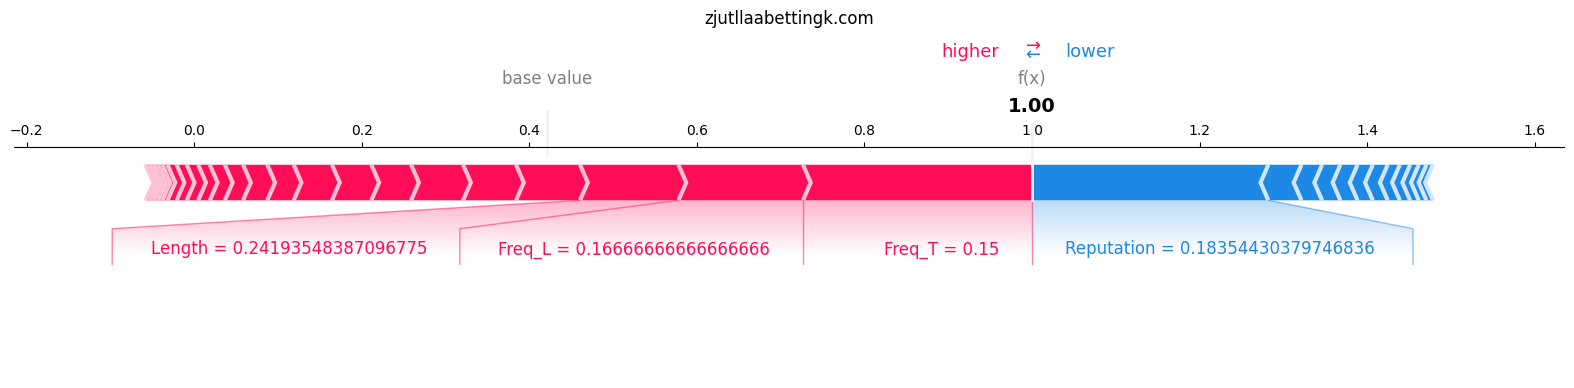 zjutllaabettingk.com
higher ⇄ lower
base value f(x)
1.00
−0.2 0.0 0.2 0.4 0.6 0.8 1.0 1.2 1.4 1.6
Length = 0.24193548387096775 Freq_L = 0.16666666666666666 Freq_T = 0.15 Reputation = 0.18354430379746836